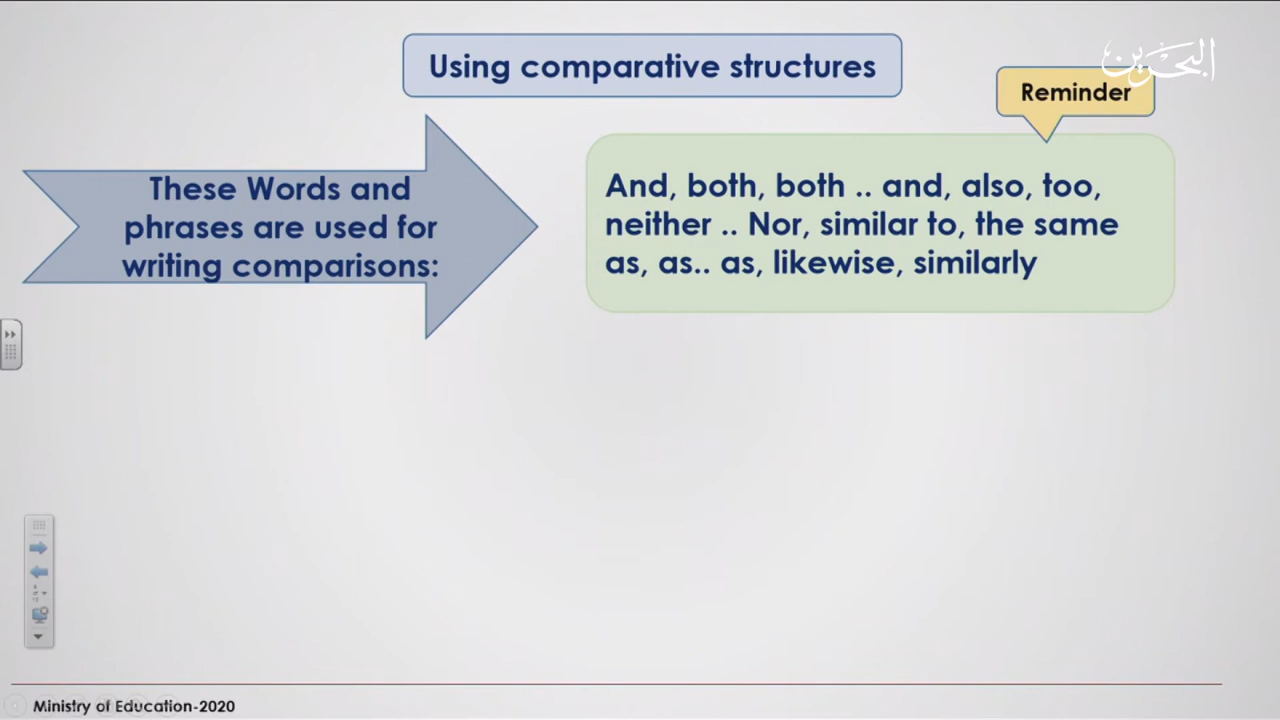 Using comparative structures
البحرين
Reminder
These Words and
phrases are used for
writing comparisons:
And, both, both .. and, also, too,
neither .. Nor, similar to, the same
as, as.. as, likewise, similarly
Ministry of Education-2020